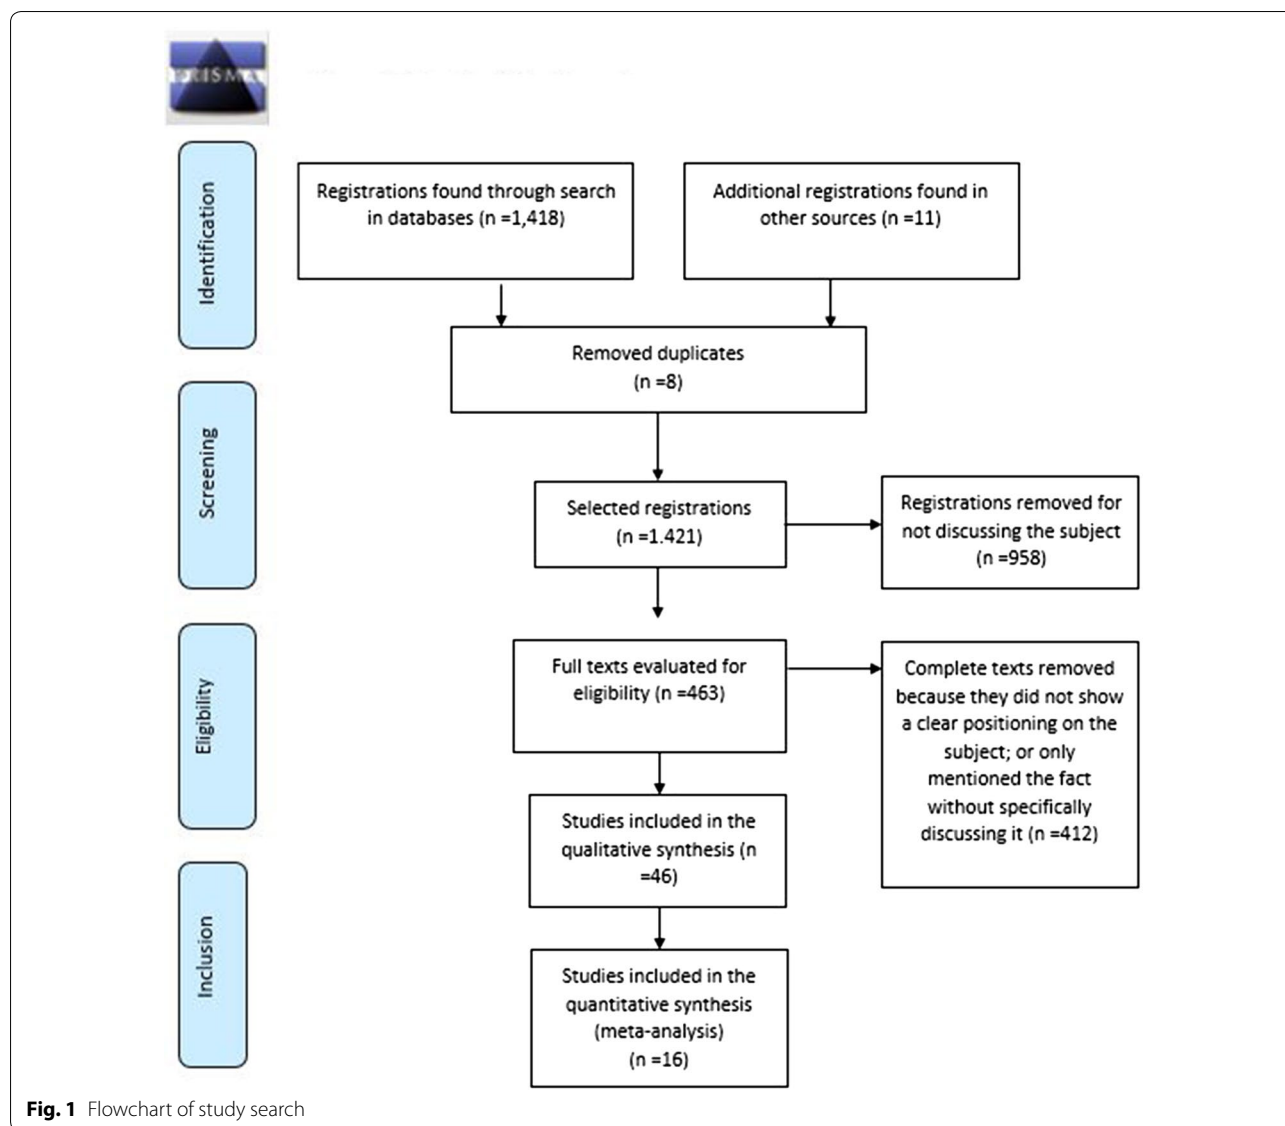 PRISMA
Identification
Registrations found through search
in databases (n =1,418)
Additional registrations found in
other sources (n =11)
Removed duplicates
(n =8)
Screening
Selected registrations
(n =1.421)
Registrations removed for
not discussing the subject
(n =958)
Eligibility
Full texts evaluated for
eligibility (n =463)
Complete texts removed
because they did not show
a clear positioning on the
subject; or only
mentioned the fact
without specifically
discussing it (n =412)
Studies included in the
qualitative synthesis (n
=46)
Inclusion
Studies included in the
quantitative synthesis
(meta-analysis)
(n =16)
Fig. 1 Flowchart of study search